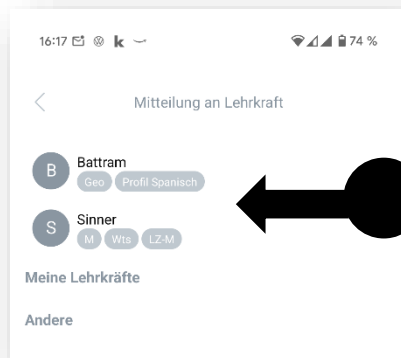 16:17 k 74 %
Mitteilung an Lehrkraft
B Battram
Geo Profil Spanisch
S Sinner
M Wts LZ-M
Meine Lehrkräfte
Andere